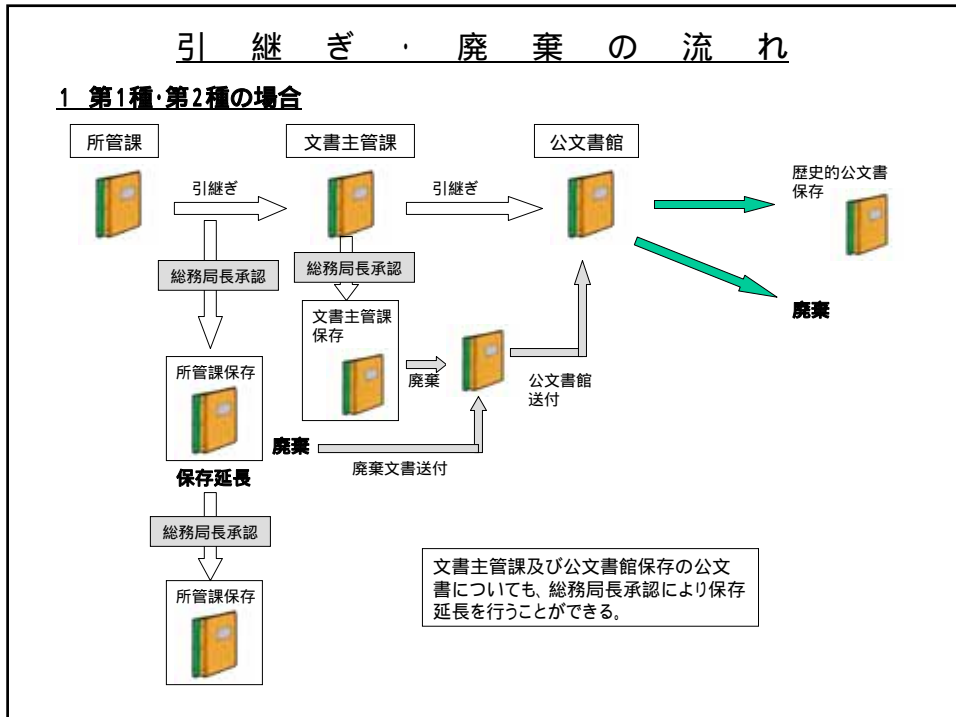 引継ぎ・廃棄の流れ
1 第1種・第2種の場合
所管課
文書主管課
公文書館
引継ぎ
引継ぎ
歴史的公文書
保存
総務局長承認
総務局長承認
廃棄
文書主管課
保存
所管課保存
廃棄
公文書館
送付
廃棄
廃棄文書送付
保存延長
総務局長承認
所管課保存
文書主管課及び公文書館保存の公文
書についても、総務局長承認により保存
延長を行うことができる。